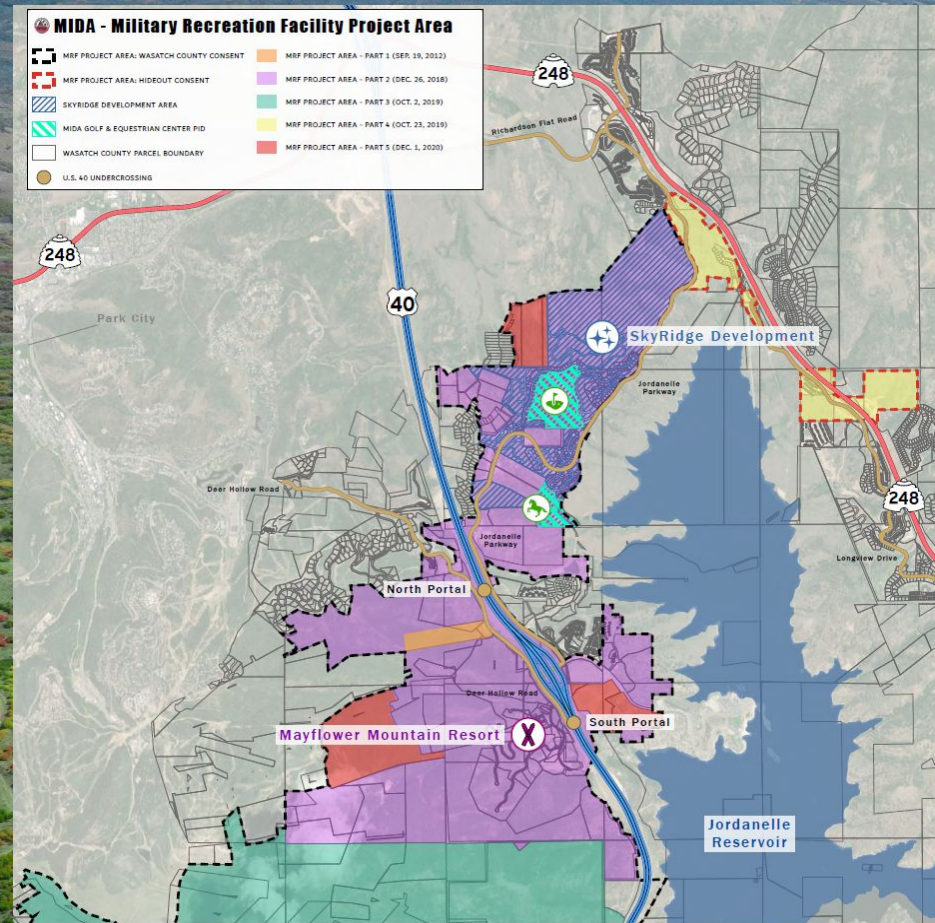 MIDA - Military Recreation Facility Project Area
MRF PROJECT AREA: WASATCH COUNTY CONSENT
MRF PROJECT AREA: HIDEOUT CONSENT
SKYRIDGE DEVELOPMENT AREA
MIDA GOLF & EQUESTRIAN CENTER PID
WASATCH COUNTY PARCEL BOUNDARY
U.S. 40 UNDERCROSSING
MRF PROJECT AREA - PART 1 (SEP. 19, 2012)
MRF PROJECT AREA - PART 2 (DEC. 26, 2018)
MRF PROJECT AREA - PART 3 (OCT. 2, 2019)
MRF PROJECT AREA - PART 4 (OCT. 23, 2019)
MRF PROJECT AREA - PART 5 (DEC. 1, 2020)
248
Richardson Flat Road
248
40
Park City
SkyRidge Development
Jordanelle
Parkway
Deer Hollow Road
248
Jordanelle
Parkway
Longview Drive
North Portal
Deer Hollow Road
South Portal
Mayflower Mountain Resort
Jordanelle
Reservoir